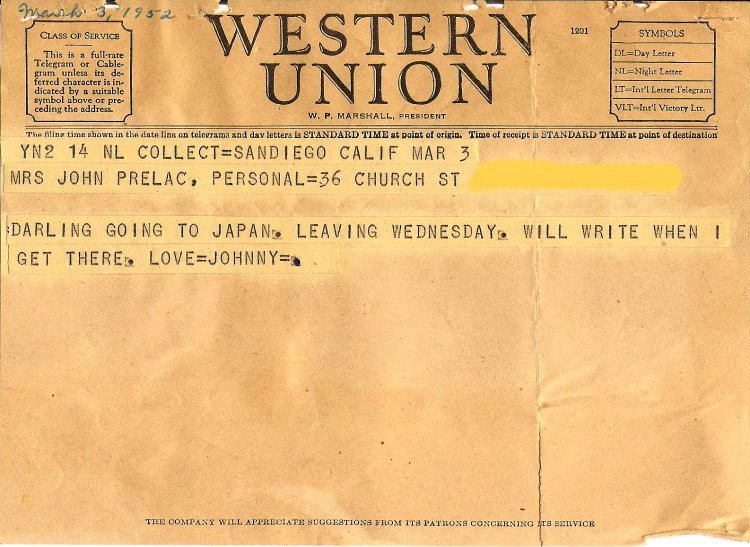 March 3, 1952
CLASS OF SERVICE
This is a full-rate
Telegram or Cable-
gram unless its de-
ferred character is in-
dicated by a suitable
symbol above or pre-
ceding the address.
WESTERN
UNION
W. P. MARSHALL, PRESIDENT
1201
SYMBOLS
DL=Day Letter
NL=Night Letter
LT=Int'l Letter Telegram
VLT=Int'l Victory Ltr.
The filing time shown in the date line on telegrams and day letters is STANDARD TIME at point of origin. Time of receipt is STANDARD TIME at point of destination
YN2 14 NL COLLECT=SANDIEGO CALIF MAR 3
MRS JOHN PRELAC, PERSONAL=36 CHURCH ST
:DARLING GOING TO JAPAN. LEAVING WEDNESDAY. WILL WRITE WHEN I
GET THERE. LOVE=JOHNNY=.
THE COMPANY WILL APPRECIATE SUGGESTIONS FROM ITS PATRONS CONCERNING ITS SERVICE